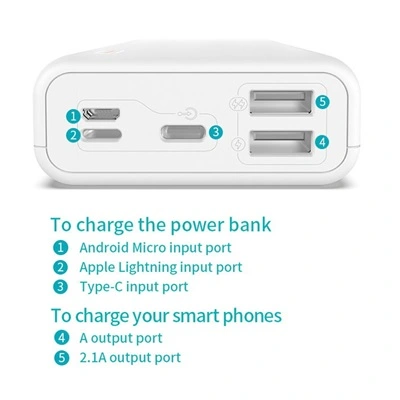 1
2
3
5
4
To charge the power bank
1 Android Micro input port
2 Apple Lightning input port
3 Type-C input port
To charge your smart phones
4 A output port
5 2.1A output port